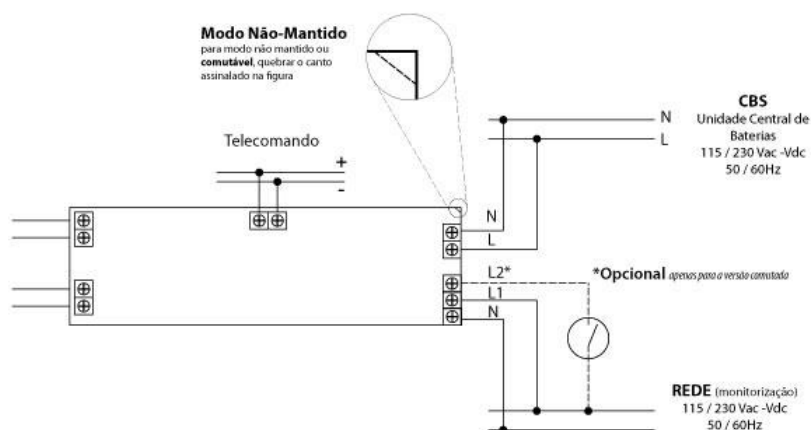 Modo Não-Mantido
para modo não mantido ou
comutável, quebrar o canto
assinalado na figura
Telecomando
+
-
N
L
CBS
Unidade Central de
Baterias
115 / 230 Vac -Vdc
50 / 60Hz
N
L
L2*
*Opcional apenas para a versão comutada
L1
N
REDE (monitorização)
115 / 230 Vac -Vdc
50 / 60Hz